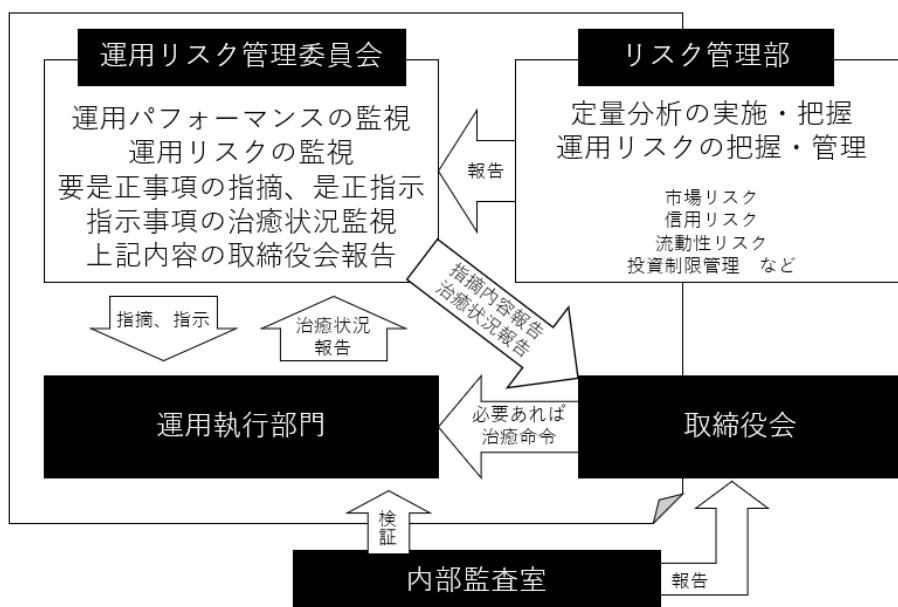 運用リスク管理委員会
運用パフォーマンスの監視
運用リスクの監視
要是正事項の指摘、是正指示
指示事項の治癒状況監視
上記内容の取締役会報告
報告
リスク管理部
定量分析の実施・把握
運用リスクの把握・管理
市場リスク
信用リスク
流動性リスク
投資制限管理　など
指摘内容報告
治癒状況報告
指摘、指示
治癒状況
報告
運用執行部門
必要あれば
治癒命令
取締役会
検証
内部監査室
報告